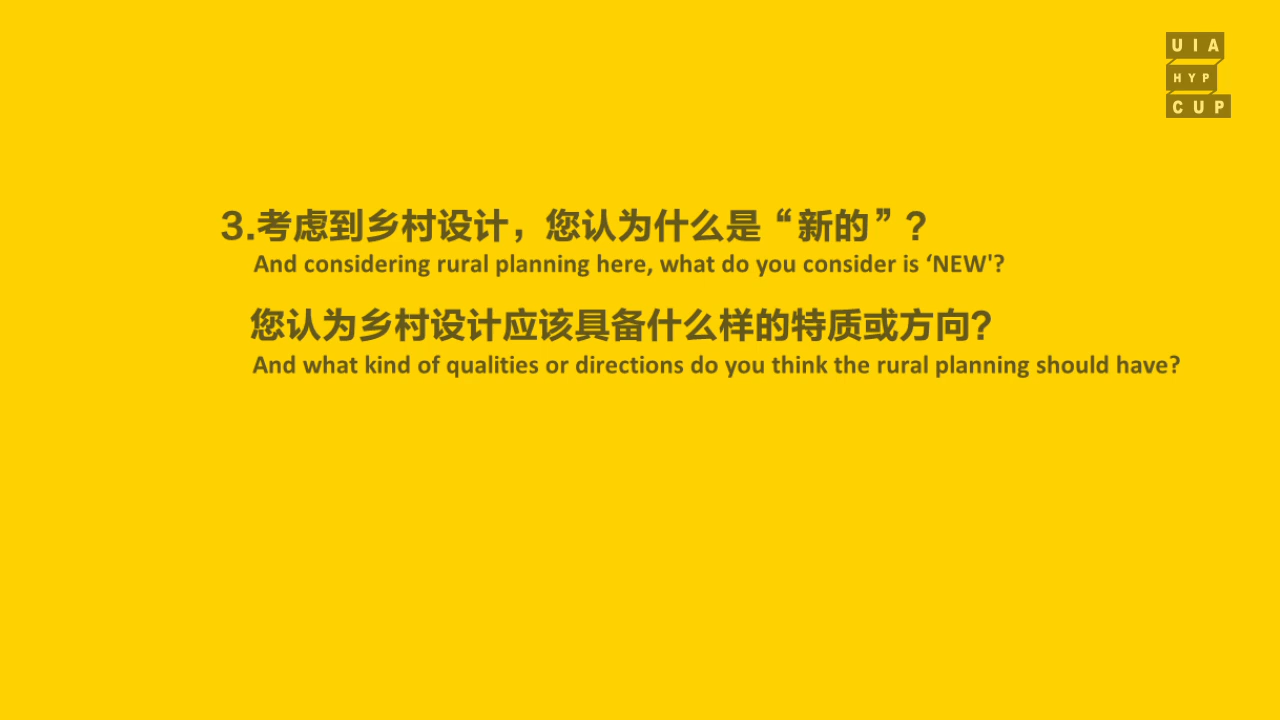 UIA
HYP
CUP
3.考虑到乡村设计，您认为什么是“新的”?
And considering rural planning here, what do you consider is ‘NEW'?
您认为乡村设计应该具备什么样的特质或方向?
And what kind of qualities or directions do you think the rural planning should have?